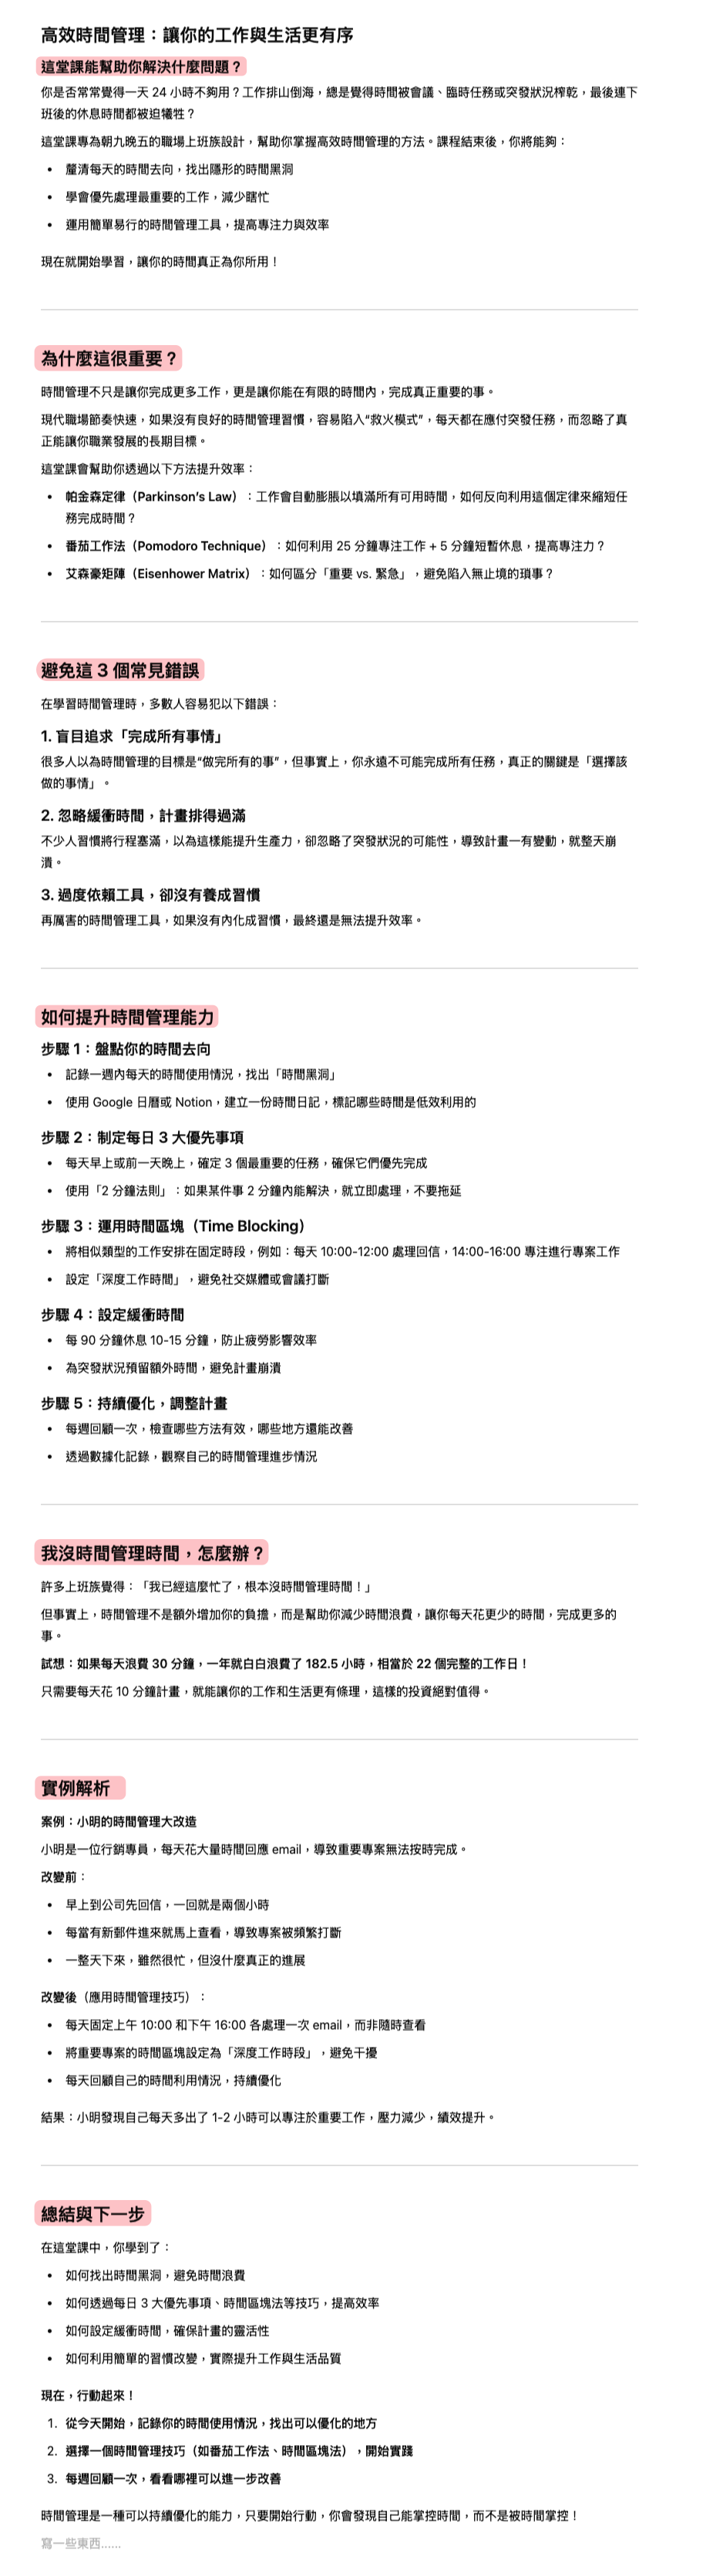 高效時間管理：讓你的工作與生活更有序
這堂課能幫助你解決什麼問題？
你是否常常覺得一天 24 小時不夠用？工作排山倒海，總是覺得時間被會議、臨時任務或突發狀況榨乾，最後連下
班後的休息時間都被迫犧牲？
這堂課專為朝九晚五的職場上班族設計，幫助你掌握高效時間管理的方法。課程結束後，你將能夠：
• 釐清每天的時間去向，找出隱形的時間黑洞
• 學會優先處理最重要的工作，減少瞎忙
• 運用簡單易行的時間管理工具，提高專注力與效率
現在就開始學習，讓你的時間真正為你所用！
為什麼這很重要？
時間管理不只是讓你完成更多工作，更是讓你能在有限的時間內，完成真正重要的事。
現代職場節奏快速，如果沒有良好的時間管理習慣，容易陷入“救火模式”，每天都在應付突發任務，而忽略了真
正能讓你職業發展的長期目標。
這堂課會幫助你透過以下方法提升效率：
• 帕金森定律（Parkinson’s Law）：工作會自動膨脹以填滿所有可用時間，如何反向利用這個定律來縮短任
務完成時間？
• 番茄工作法（Pomodoro Technique）：如何利用 25 分鐘專注工作 + 5 分鐘短暫休息，提高專注力？
• 艾森豪矩陣（Eisenhower Matrix）：如何區分「重要 vs. 緊急」，避免陷入無止境的瑣事？
避免這 3 個常見錯誤
在學習時間管理時，多數人容易犯以下錯誤：
1. 盲目追求「完成所有事情」
很多人以為時間管理的目標是“做完所有的事”，但事實上，你永遠不可能完成所有任務，真正的關鍵是「選擇該
做的事情」。
2. 忽略緩衝時間，計畫排得過滿
不少人習慣將行程塞滿，以為這樣能提升生產力，卻忽略了突發狀況的可能性，導致計畫一有變動，就整天崩
潰。
3. 過度依賴工具，卻沒有養成習慣
再厲害的時間管理工具，如果沒有內化成習慣，最終還是無法提升效率。
如何提升時間管理能力
步驟 1：盤點你的時間去向
• 記錄一週內每天的時間使用情況，找出「時間黑洞」
• 使用 Google 日曆或 Notion，建立一份時間日記，標記哪些時間是低效利用的
步驟 2：制定每日 3 大優先事項
• 每天早上或前一天晚上，確定 3 個最重要的任務，確保它們優先完成
• 使用「2 分鐘法則」：如果某件事 2 分鐘內能解決，就立即處理，不要拖延
步驟 3：運用時間區塊（Time Blocking）
• 將相似類型的工作安排在固定時段，例如：每天 10:00-12:00 處理回信，14:00-16:00 專注進行專案工作
• 設定「深度工作時間」，避免社交媒體或會議打斷
步驟 4：設定緩衝時間
• 每 90 分鐘休息 10-15 分鐘，防止疲勞影響效率
• 為突發狀況預留額外時間，避免計畫崩潰
步驟 5：持續優化，調整計畫
• 每週回顧一次，檢查哪些方法有效，哪些地方還能改善
• 透過數據化記錄，觀察自己的時間管理進步情況
我沒時間管理時間，怎麼辦？
許多上班族覺得：「我已經這麼忙了，根本沒時間管理時間！」
但事實上，時間管理不是額外增加你的負擔，而是幫助你減少時間浪費，讓你每天花更少的時間，完成更多的
事。
試想：如果每天浪費 30 分鐘，一年就白白浪費了 182.5 小時，相當於 22 個完整的工作日！
只需要每天花 10 分鐘計畫，就能讓你的工作和生活更有條理，這樣的投資絕對值得。
實例解析
案例：小明的時間管理大改造
小明是一位行銷專員，每天花大量時間回應 email，導致重要專案無法按時完成。
改變前：
• 早上到公司先回信，一回就是兩個小時
• 每當有新郵件進來就馬上查看，導致專案被頻繁打斷
• 一整天下來，雖然很忙，但沒什麼真正的進展
改變後（應用時間管理技巧）：
• 每天固定上午 10:00 和下午 16:00 各處理一次 email，而非隨時查看
• 將重要專案的時間區塊設定為「深度工作時段」，避免干擾
• 每天回顧自己的時間利用情況，持續優化
結果：小明發現自己每天多出了 1-2 小時可以專注於重要工作，壓力減少，績效提升。
總結與下一步
在這堂課中，你學到了：
• 如何找出時間黑洞，避免時間浪費
• 如何透過每日 3 大優先事項、時間區塊法等技巧，提高效率
• 如何設定緩衝時間，確保計畫的靈活性
• 如何利用簡單的習慣改變，實際提升工作與生活品質
現在，行動起來！
1. 從今天開始，記錄你的時間使用情況，找出可以優化的地方
2. 選擇一個時間管理技巧（如番茄工作法、時間區塊法），開始實踐
3. 每週回顧一次，看看哪裡可以進一步改善
時間管理是一種可以持續優化的能力，只要開始行動，你會發現自己能掌控時間，而不是被時間掌控！
寫一些東西......